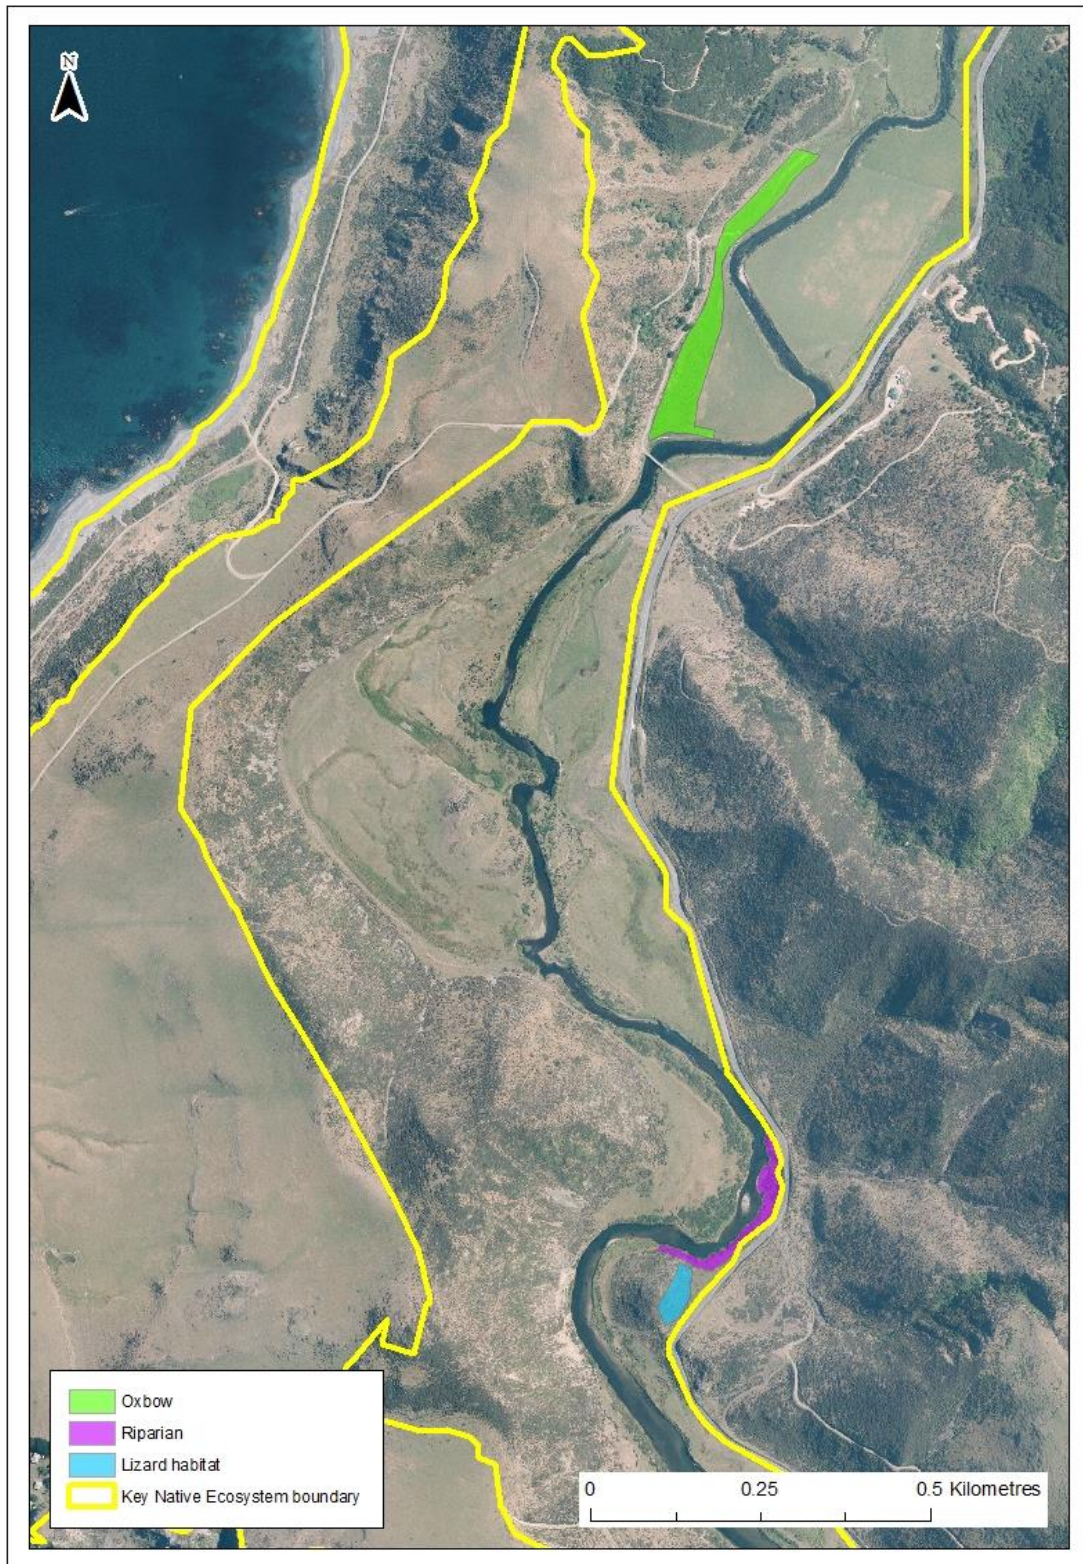 N
Oxbow
Riparian
Lizard habitat
Key Native Ecosystem boundary
0 0.25 0.5 Kilometres